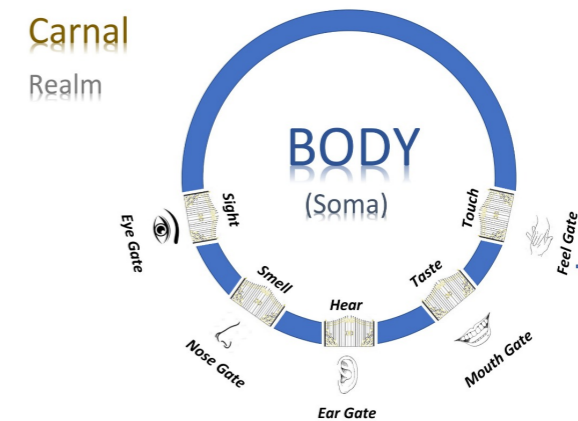 Carnal
Realm
BODY
(Soma)
Sight
Eye Gate
Smell
Nose Gate
Hear
Ear Gate
Taste
Mouth Gate
Touch
Feel Gate